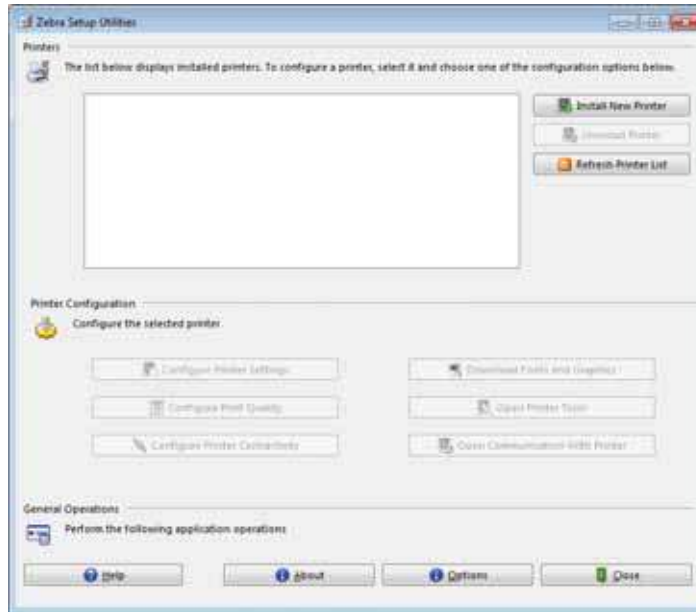 Zebra Setup Utilities
Printers
The list below displays installed printers. To configure a printer, select it and choose one of the configuration options below.
Install New Printer
Uninstall Printer
Refresh Printer List
Printer Configuration
Configure the selected printer
Configure Printer Settings
Download Fonts and Graphics
Configure Print Quality
Open Printer Tools
Configure Printer Connectivity
Open Communication With Printer
General Operations
Perform the following application operations
Help
About
Options
Close